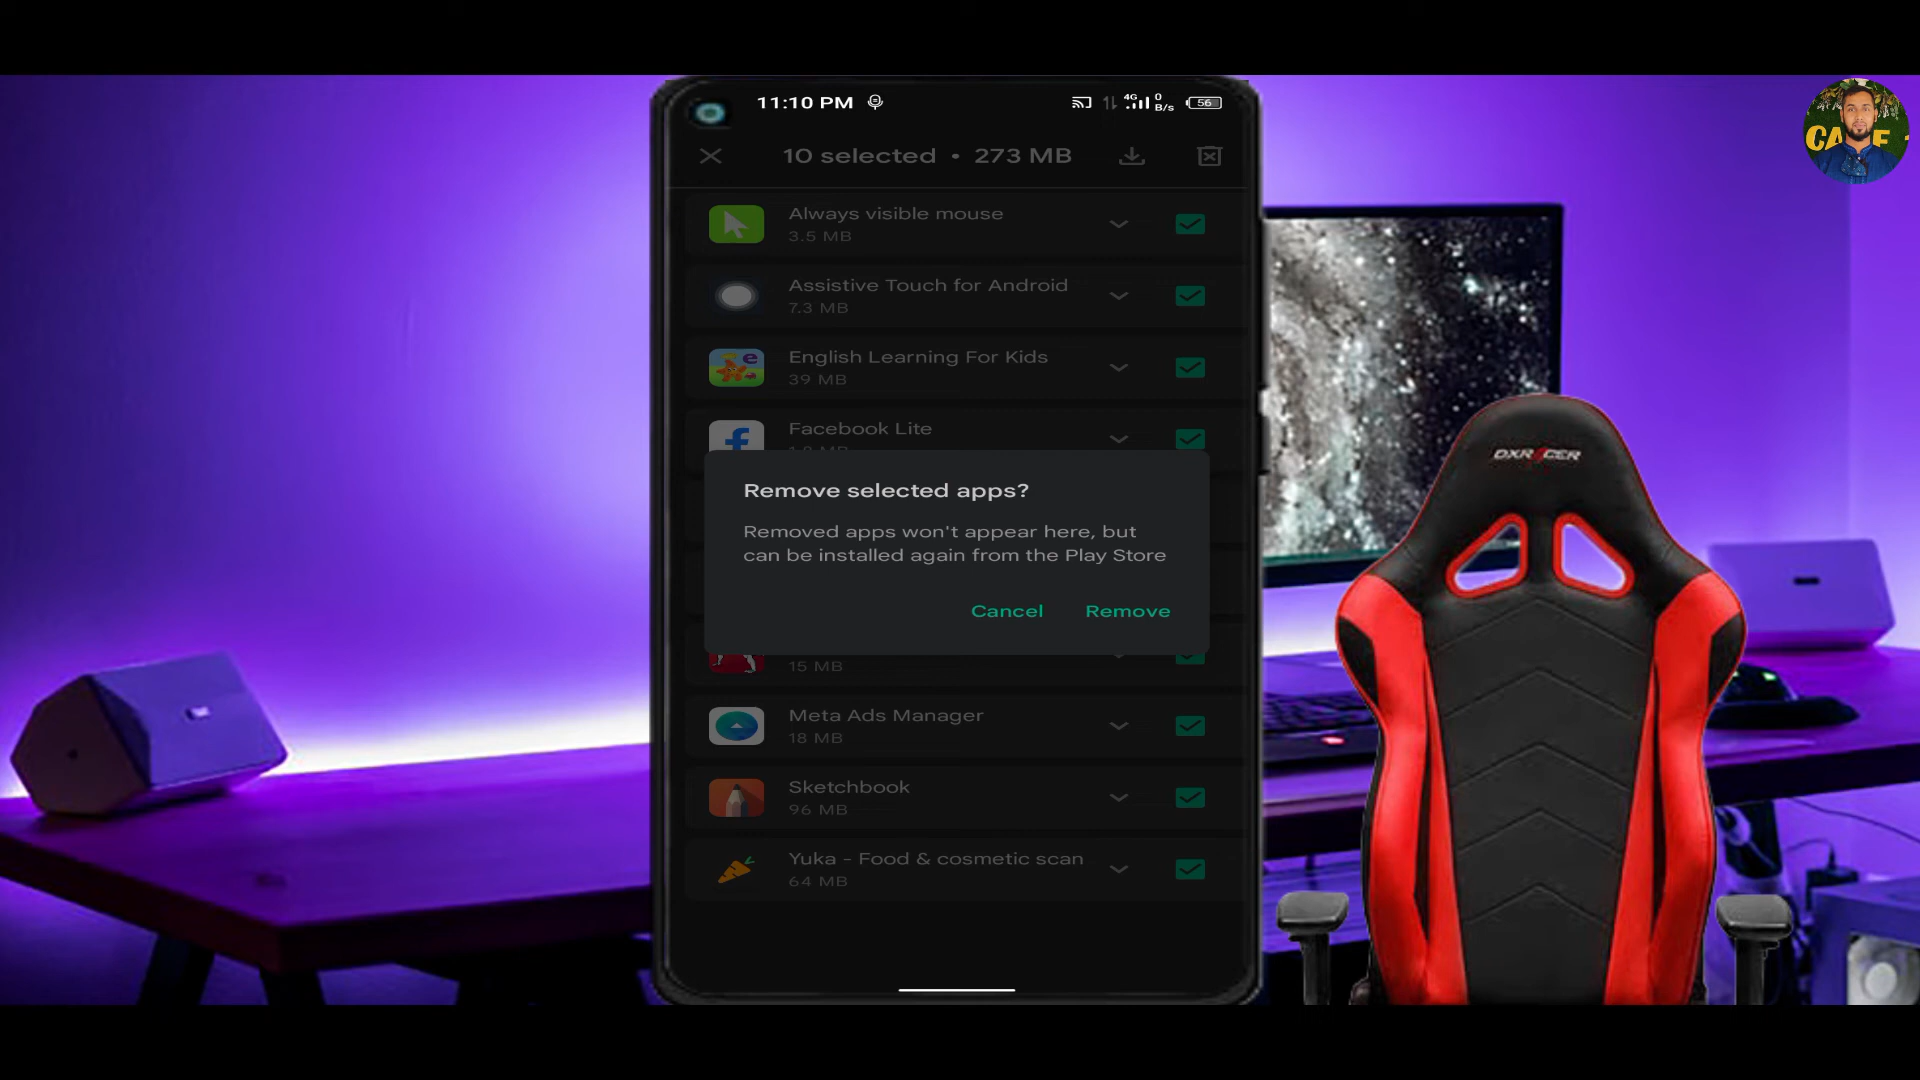 11:10 PM
4G 0 B/s 56
10 selected • 273 MB
Always visible mouse
3.5 MB
Assistive Touch for Android
7.3 MB
e
English Learning For Kids
39 MB
Facebook Lite
Remove selected apps?
Removed apps won't appear here, but
can be installed again from the Play Store
Cancel Remove
15 MB
Meta Ads Manager
18 MB
Sketchbook
96 MB
Yuka - Food & cosmetic scan
64 MB
DXRACER